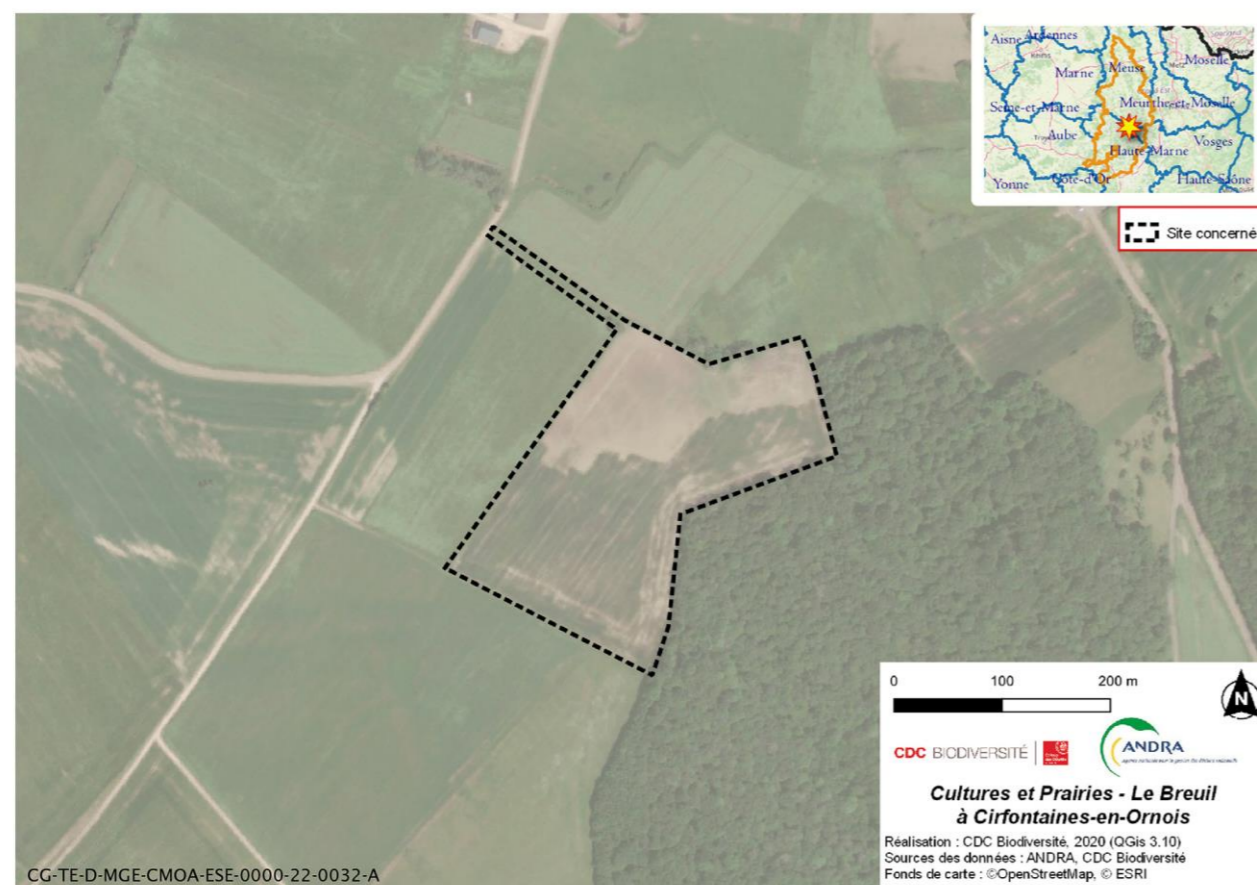 Aisne
Ardennes
Marne
Meuse
Moselle
Seine-et-Marne
Meurthe-et-Moselle
Aube
Vosges
Haute-Marne
Yonne
Côte-d'Or
Haute-Saône
Site concerné
0 100 200 m
N
CDC BIODIVERSITÉ
ANDRA
Cultures et Prairies - Le Breuil
à Cirfontaines-en-Ornois
Réalisation : CDC Biodiversité, 2020 (QGis 3.10)
Sources des données : ANDRA, CDC Biodiversité
Fonds de carte : ©OpenStreetMap, © ESRI
CG-TE-D-MGE-CMOA-ESE-0000-22-0032-A